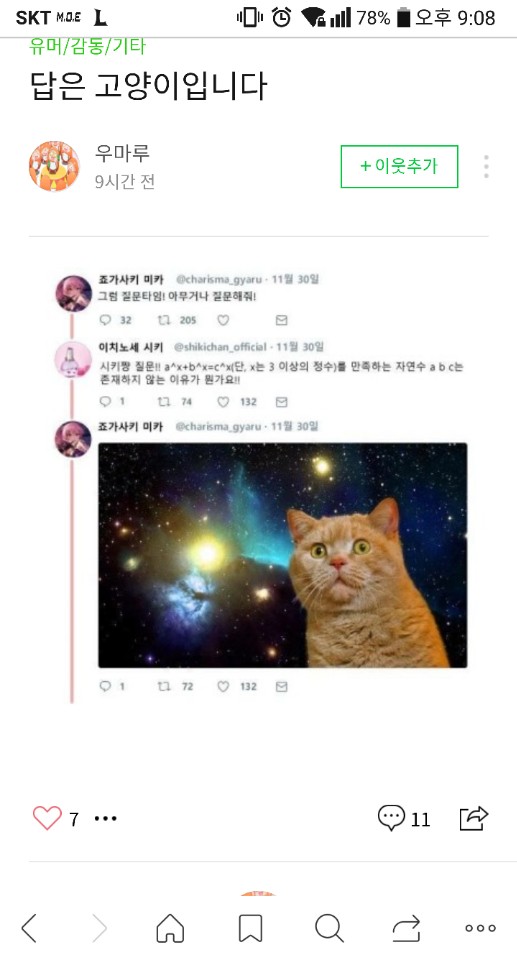 SKT M.O.E L 78% 오후 9:08
유머/감동/기타
답은 고양이입니다
우마루
9시간 전
+이웃추가
죠가사키 미카 @charisma_gyaru · 11월 30일
그럼 질문타임! 아무거나 질문해줘!
32 205
이치노세 시키 @shikichan_official · 11월 30일
시키짱 질문!! a^x+b^x=c^x(단, x는 3 이상의 정수)를 만족하는 자연수 a b c는
존재하지 않는 이유가 뭔가요!!
1 74 132
죠가사키 미카 @charisma_gyaru · 11월 30일
1 72 132
7 11